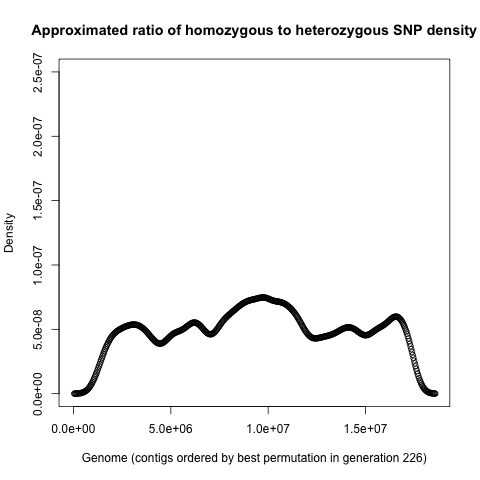 Approximated ratio of homozygous to heterozygous SNP density
2.5e-07
2.0e-07
1.5e-07
1.0e-07
5.0e-08
0.0e+00
Density
0.0e+00 5.0e+06 1.0e+07 1.5e+07
Genome (contigs ordered by best permutation in generation 226)